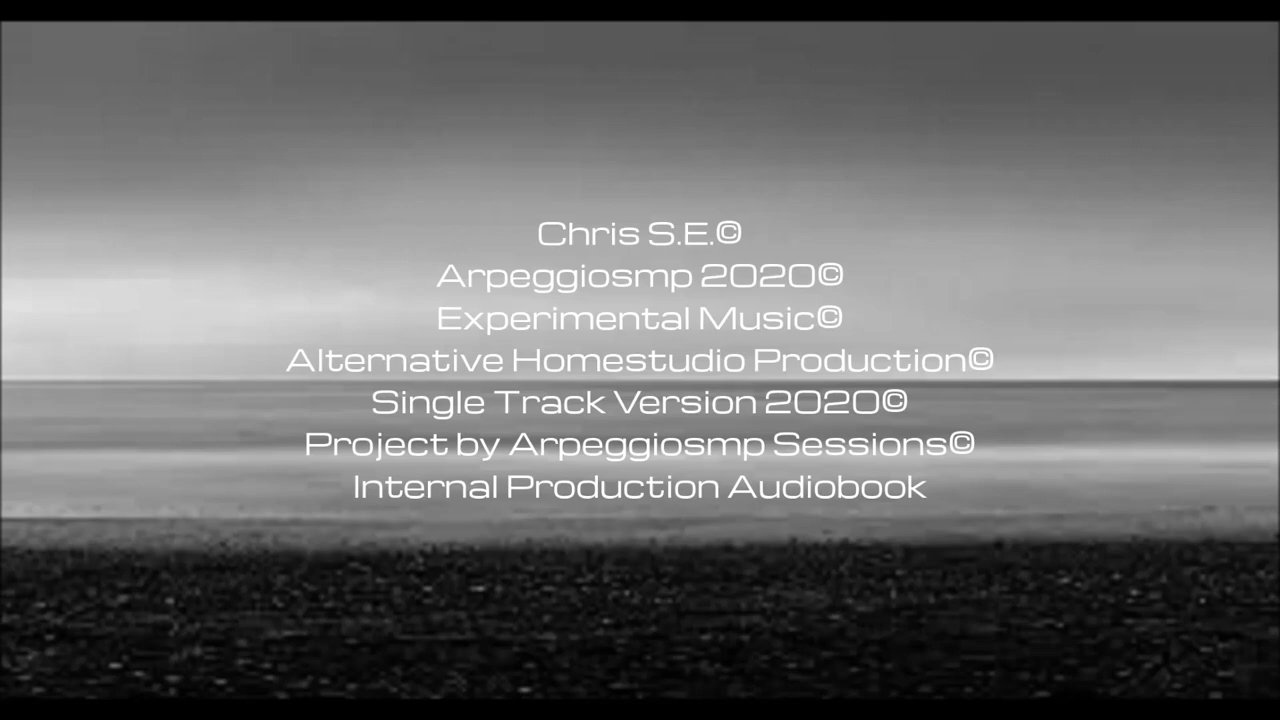 Chris S.E.©
Arpeggiosmp 2020©
Experimental Music©
Alternative Homestudio Production©
Single Track Version 2020©
Project by Arpeggiosmp Sessions©
Internal Production Audiobook